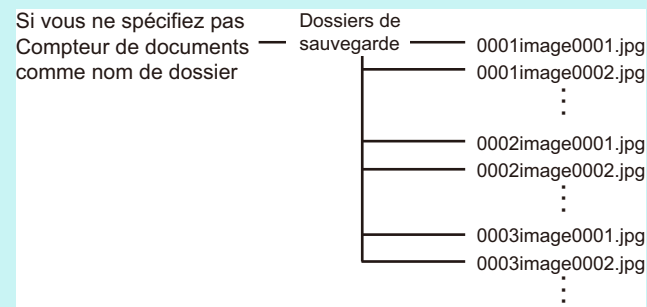 Si vous ne spécifiez pas
Compteur de documents
comme nom de dossier
Dossiers de
sauvegarde
0001image0001.jpg
0001image0002.jpg
0002image0001.jpg
0002image0002.jpg
0003image0001.jpg
0003image0002.jpg